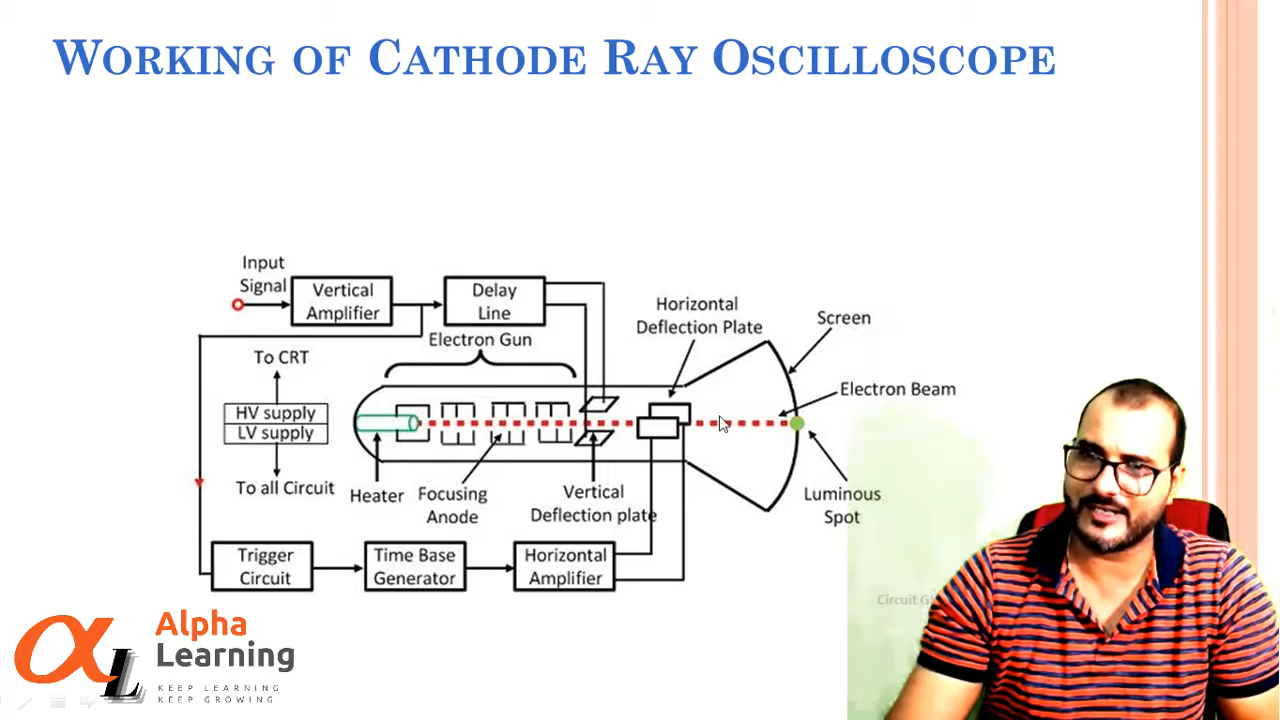 WORKING OF CATHODE RAY OSCILLOSCOPE
Input
Signal
Vertical
Amplifier
Delay
Line
Horizontal
Deflection Plate
Screen
Electron Gun
To CRT
Electron Beam
HV supply
LV supply
To all Circuit
Heater
Focusing
Anode
Vertical
Deflection plate
Luminous
Spot
Trigger
Circuit
Time Base
Generator
Horizontal
Amplifier
Circuit
Alpha
Learning
αL
KEEP LEARNING
KEEP GROWING